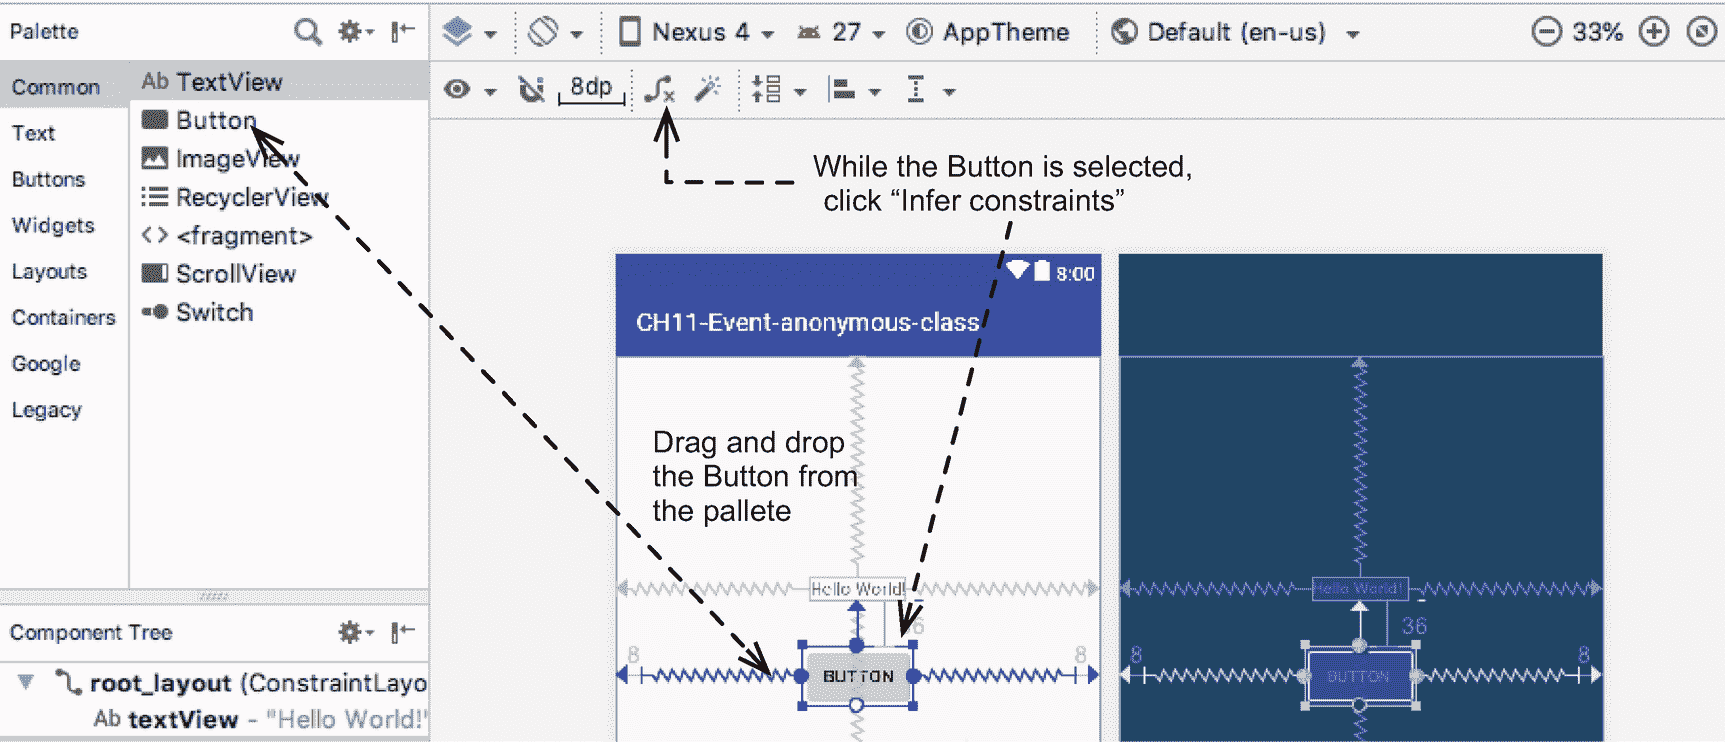 Palette
Nexus 4
27
AppTheme
Default (en-us)
33%
8dp
Common
Text
Buttons
Widgets
Layouts
Containers
Google
Legacy
Ab TextView
Button
ImageView
RecyclerView
<fragment>
ScrollView
Switch
While the Button is selected,
click “Infer constraints”
8:00
CH11-Event-anonymous-class
Drag and drop
the Button from
the pallete
Hello World!
8
8
BUTTON
Hello World!
36
8
8
BUTTON
Component Tree
root_layout (ConstraintLayo
Ab textView - "Hello World!"